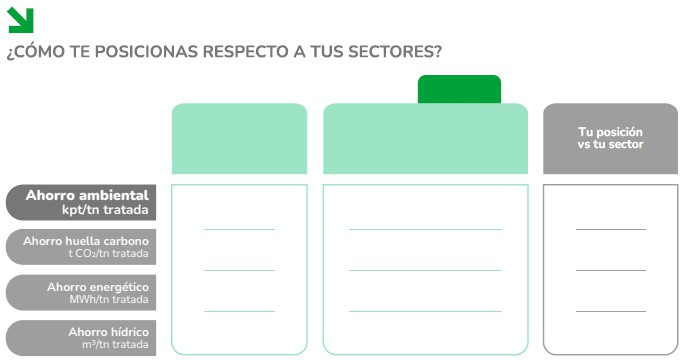 ¿CÓMO TE POSICIONAS RESPECTO A TUS SECTORES?
Tu posición
vs tu sector
Ahorro ambiental
kpt/tn tratada
Ahorro huella carbono
t CO₂/tn tratada
Ahorro energético
MWh/tn tratada
Ahorro hídrico
m³/tn tratada